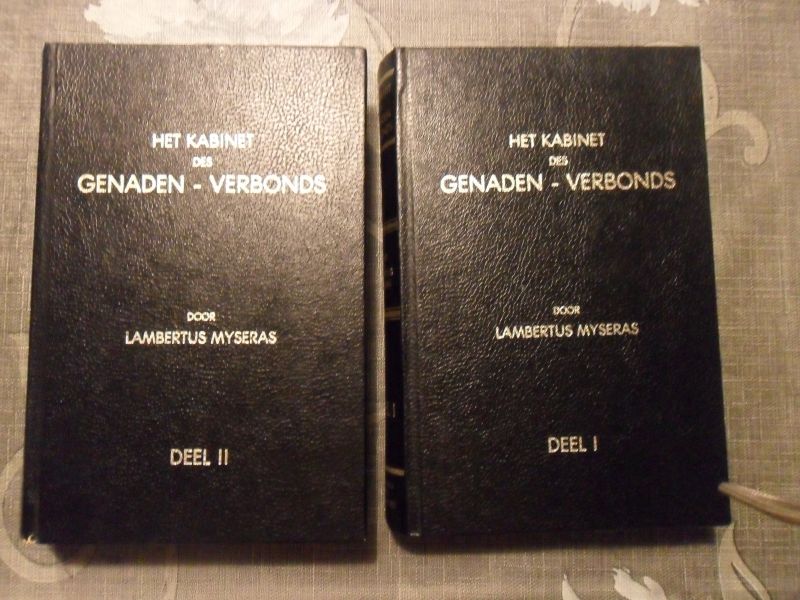 HET KABINET
DES
GENADEN - VERBONDS
DOOR
LAMBERTUS MYSERAS
DEEL II
HET KABINET
DES
GENADEN - VERBONDS
DOOR
LAMBERTUS MYSERAS
DEEL I